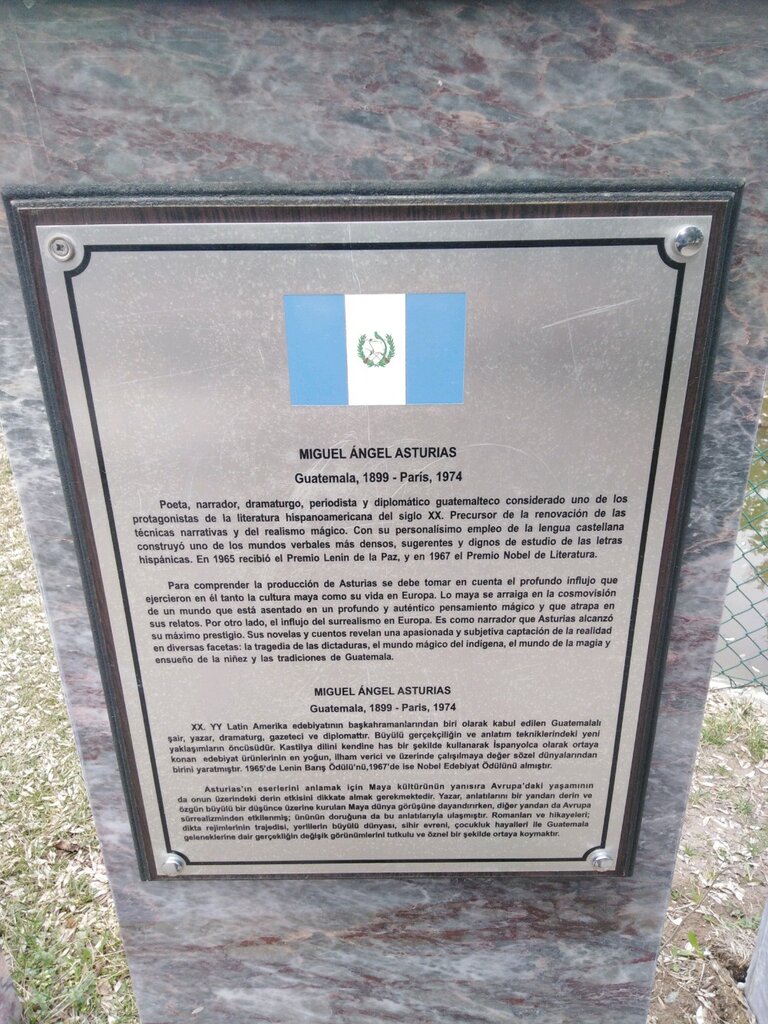 MIGUEL ÁNGEL ASTURIAS
Guatemala, 1899 - París, 1974
Poeta, narrador, dramaturgo, periodista y diplomático guatemalteco considerado uno de los
protagonistas de la literatura hispanoamericana del siglo XX. Precursor de la renovación de las
técnicas narrativas y del realismo mágico. Con su personalísimo empleo de la lengua castellana
construyó uno de los mundos verbales más densos, sugerentes y dignos de estudio de las letras
hispánicas. En 1965 recibió el Premio Lenin de la Paz, y en 1967 el Premio Nobel de Literatura.
Para comprender la producción de Asturias se debe tomar en cuenta el profundo influjo que
ejercieron en él tanto la cultura maya como su vida en Europa. Lo maya se arraiga en la cosmovisión
de un mundo que está asentado en un profundo y auténtico pensamiento mágico y que atrapa en
sus relatos. Por otro lado, el influjo del surrealismo en Europa. Es como narrador que Asturias alcanzó
su máximo prestigio. Sus novelas y cuentos revelan una apasionada y subjetiva captación de la realidad
en diversas facetas: la tragedia de las dictaduras, el mundo mágico del indígena, el mundo de la magia y
ensueño de la niñez y las tradiciones de Guatemala.
MIGUEL ÁNGEL ASTURIAS
Guatemala, 1899 - Paris, 1974
XX. YY Latin Amerika edebiyatının başkahramanlarından biri olarak kabul edilen Guatemalalı
şair, yazar, dramaturg, gazeteci ve diplomattır. Büyülü gerçekçiliğin ve anlatım tekniklerindeki yeni
yaklaşımların öncüsüdür. Kastilya dilini kendine has bir şekilde kullanarak İspanyolca olarak ortaya
konan edebiyat ürünlerinin en yoğun, ilham verici ve üzerinde çalışılmaya değer sözel dünyalarından
birini yaratmıştır. 1965'de Lenin Barış Ödülü'nü,1967'de ise Nobel Edebiyat Ödülünü almıştır.
Asturias'ın eserlerini anlamak için Maya kültürünün yanısıra Avrupa'daki yaşamının
da onun üzerindeki derin etkisini dikkate almak gerekmektedir. Yazar, anlatılarını bir yandan derin ve
özgün büyülü bir düşünce üzerine kurulan Maya dünya görüşüne dayandırırken, diğer yandan da Avrupa
sürrealizminden etkilenmiş; ününün doruğuna da bu anlatılarıyla ulaşmıştır. Romanları ve hikayeleri;
dikta rejimlerinin trajedisi, yerlilerin büyülü dünyası, sihir evreni, çocukluk hayalleri ile Guatemala
geleneklerine dair gerçekliğin değişik görünümlerini tutkulu ve öznel bir şekilde ortaya koymaktır.